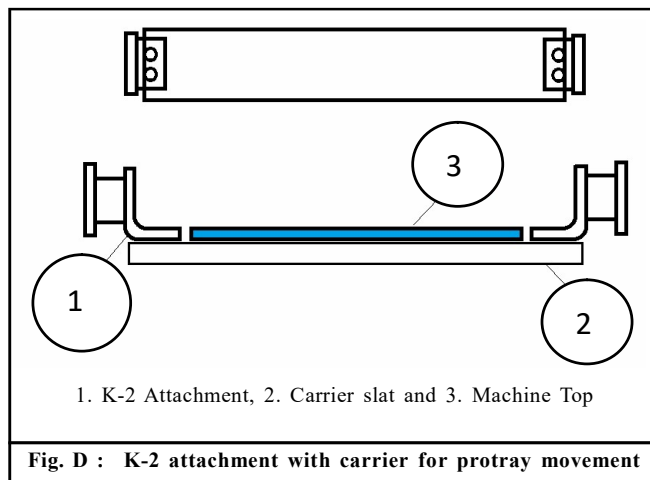 3
1
2
1. K-2 Attachment, 2. Carrier slat and 3. Machine Top
Fig. D : K-2 attachment with carrier for protray movement